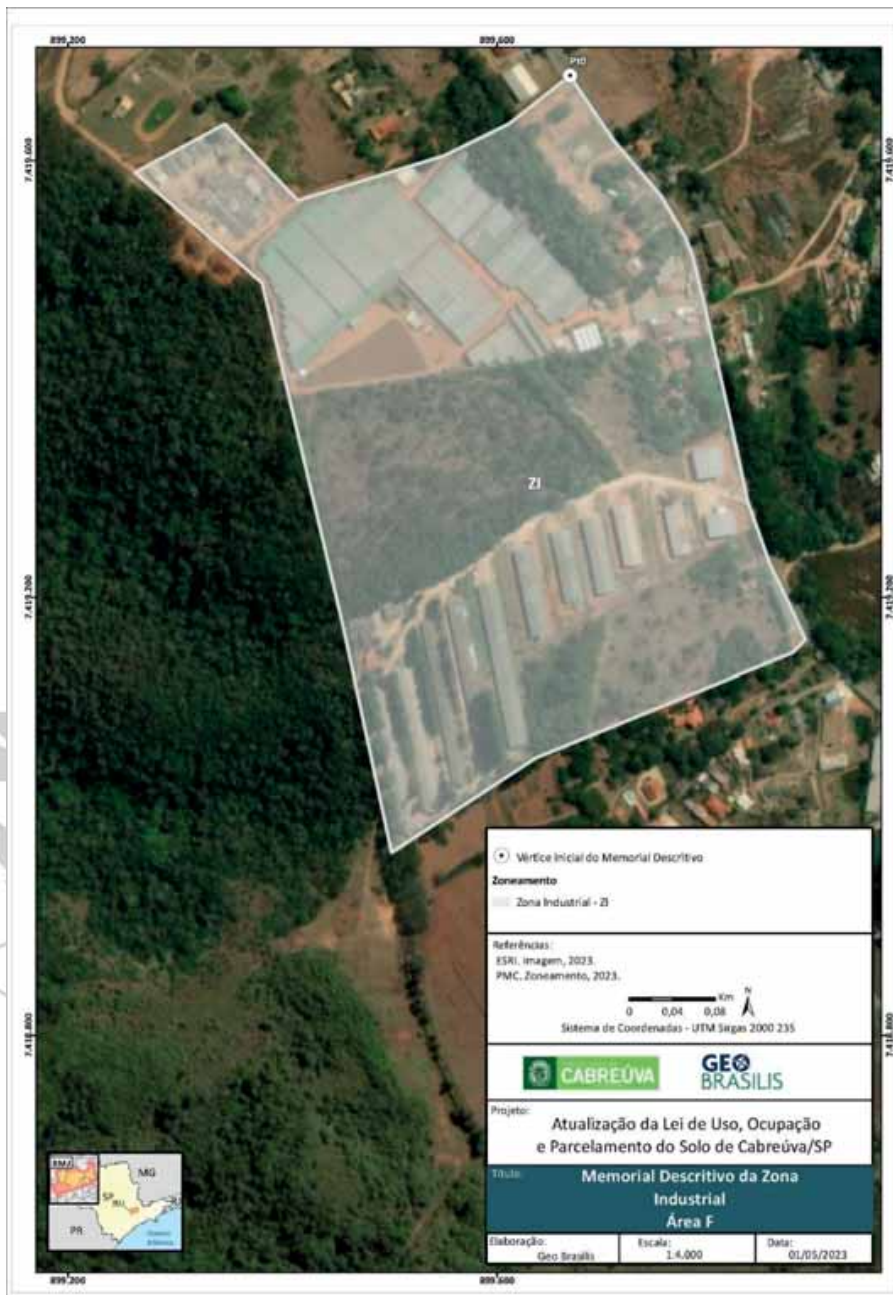 899.200
899.600
P10
7.419.600
7.419.600
ZI
7.419.200
7.419.200
Vértice Inicial do Memorial Descritivo
Zoneamento
Zona Industrial - ZI
Referências:
ESRI. Imagem, 2023.
PMC. Zoneamento, 2023.
Km
N
0 0,04 0,08
Sistema de Coordenadas - UTM Sirgas 2000 23S
7.418.800
7.418.800
CABREÚVA
GEO
BRASILIS
Projeto:
Atualização da Lei de Uso, Ocupação
e Parcelamento do Solo de Cabreúva/SP
Título:
Memorial Descritivo da Zona
Industrial
Área F
RMJ
MG
SP
RJ
PR
Oceano
Atlântico
Elaboração:
Geo Brasilis
Escala:
1:4.000
Data:
01/05/2023
899.200
899.600